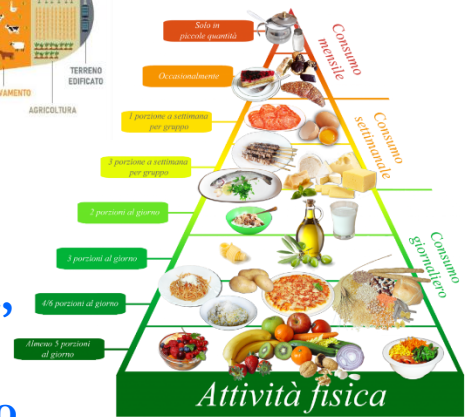 TERRENO
EDIFICATO
AGRICOLTURA
Solo in
piccole quantità
Occasionalmente
1 porzione a settimana
per gruppo
3 porzione a settimana
per gruppo
2 porzioni al giorno
3 porzioni al giorno
4/6 porzioni al giorno
Almeno 5 porzioni
al giorno
Consumo
mensile
Consumo
settimanale
Consumo
giornaliero
Attività fisica